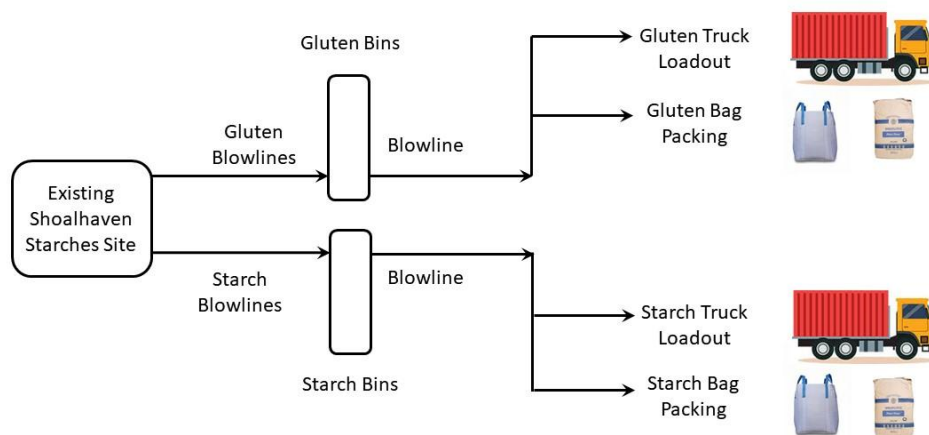 Gluten Bins
Gluten Truck
Loadout
Gluten
Blowlines
Blowline
Gluten Bag
Packing
Existing
Shoalhaven
Starches Site
Starch
Blowlines
Blowline
Starch Truck
Loadout
Starch Bins
Starch Bag
Packing